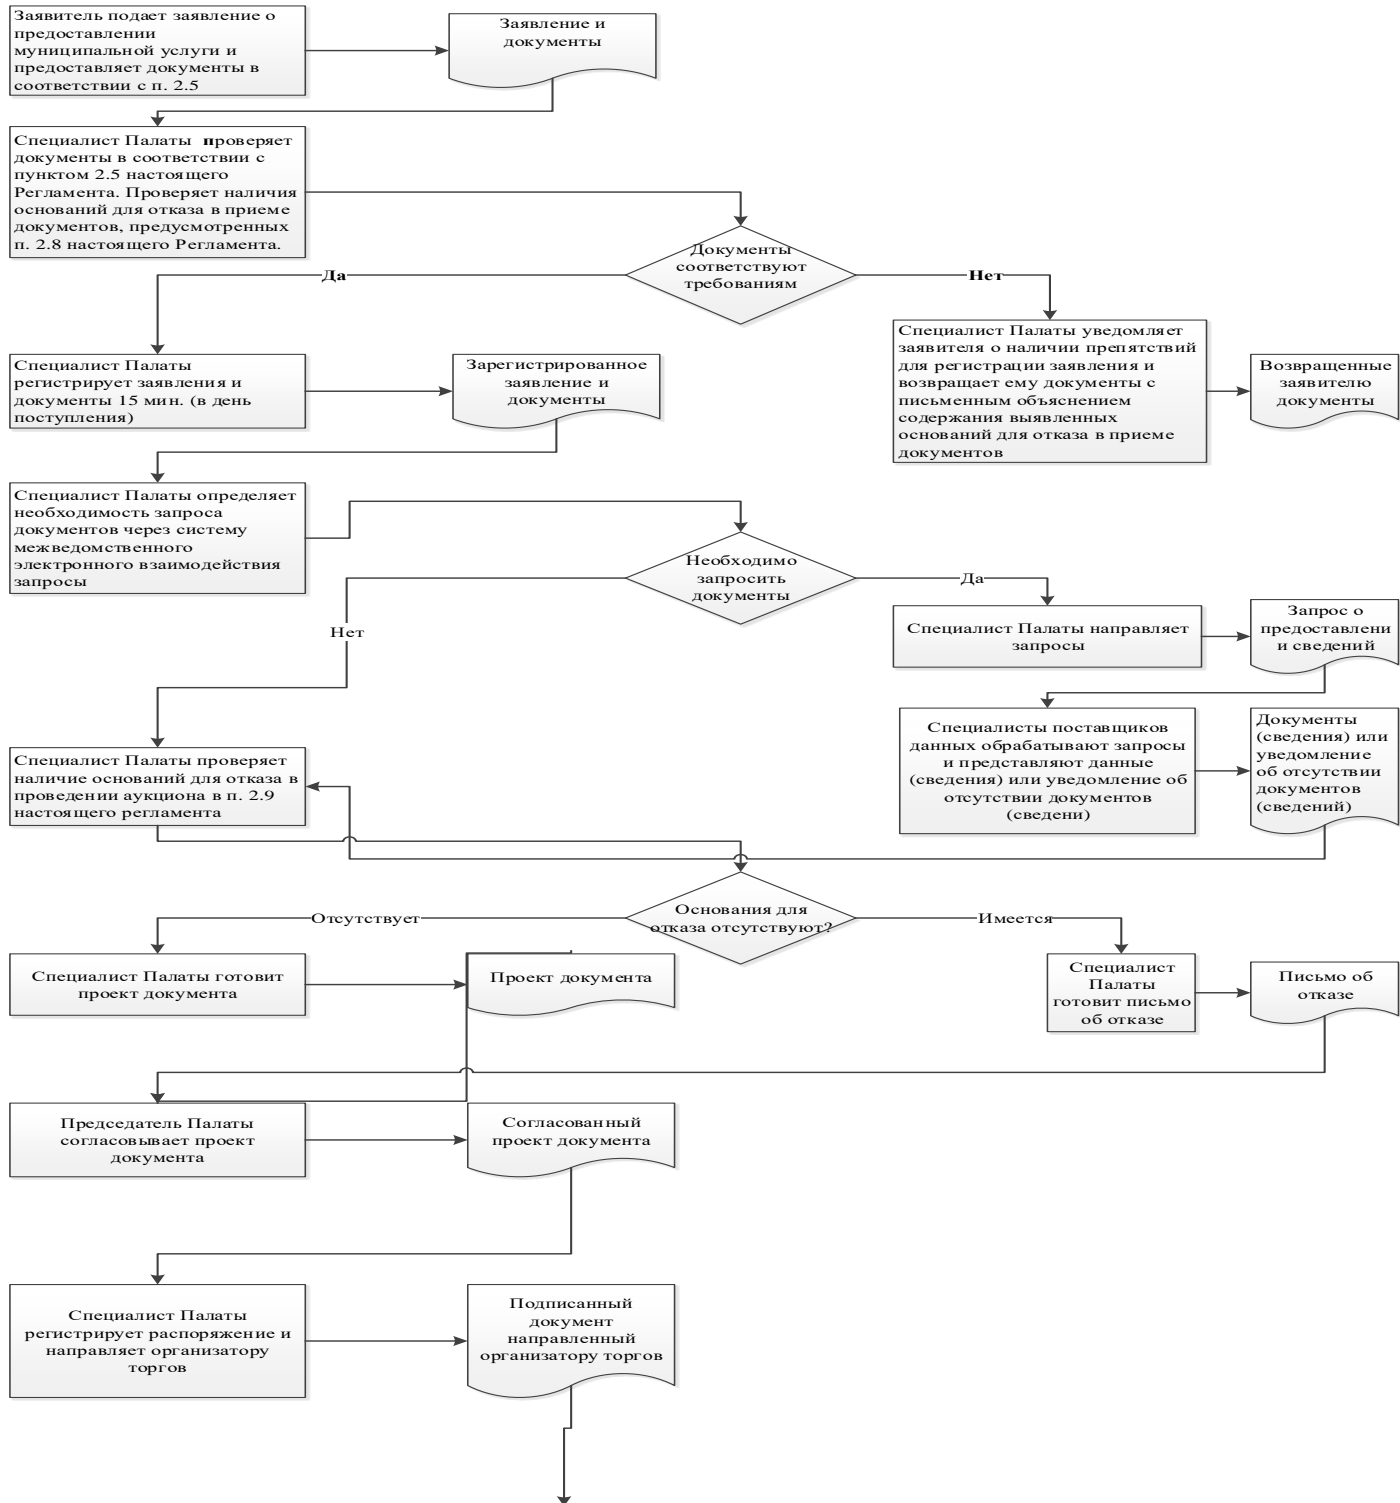 Заявитель подает заявление о
предоставлении
муниципальной услуги и
предоставляет документы в
соответствии с п. 2.5
Заявление и
документы
Специалист Палаты проверяет
документы в соответствии с
пунктом 2.5 настоящего
Регламента. Проверяет наличия
оснований для отказа в приеме
документов, предусмотренных
п. 2.8 настоящего Регламента.
Документы
соответствуют
требованиям
Да
Нет
Специалист Палаты
регистрирует заявления и
документы 15 мин. (в день
поступления)
Зарегистрированное
заявление и
документы
Специалист Палаты уведомляет
заявителя о наличии препятствий
для регистрации заявления и
возвращает ему документы с
письменным объяснением
содержания выявленных
оснований для отказа в приеме
документов
Возвращенные
заявителю
документы
Специалист Палаты определяет
необходимость запроса
документов через систему
межведомственного
электронного взаимодействия
запросы
Необходимо
запросить
документы
Да
Нет
Специалист Палаты направляет
запросы
Запрос о
предоставлени
и сведений
Специалисты поставщиков
данных обрабатывают запросы
и представляют данные
(сведения) или уведомление об
отсутствии документов
(сведени)
Документы
(сведения) или
уведомление
об отсутствии
документов
(сведений)
Специалист Палаты проверяет
наличие оснований для отказа в
проведении аукциона в п. 2.9
настоящего регламента
Основания для
отказа отсутствуют?
Отсутствует
Имеется
Специалист Палаты готовит
проект документа
Проект документа
Специалист
Палаты
готовит письмо
об отказе
Письмо об
отказе
Председатель Палаты
согласовывает проект
документа
Согласованный
проект документа
Специалист Палаты
регистрирует распоряжение и
направляет организатору
торгов
Подписанный
документ
направленный
организатору торгов